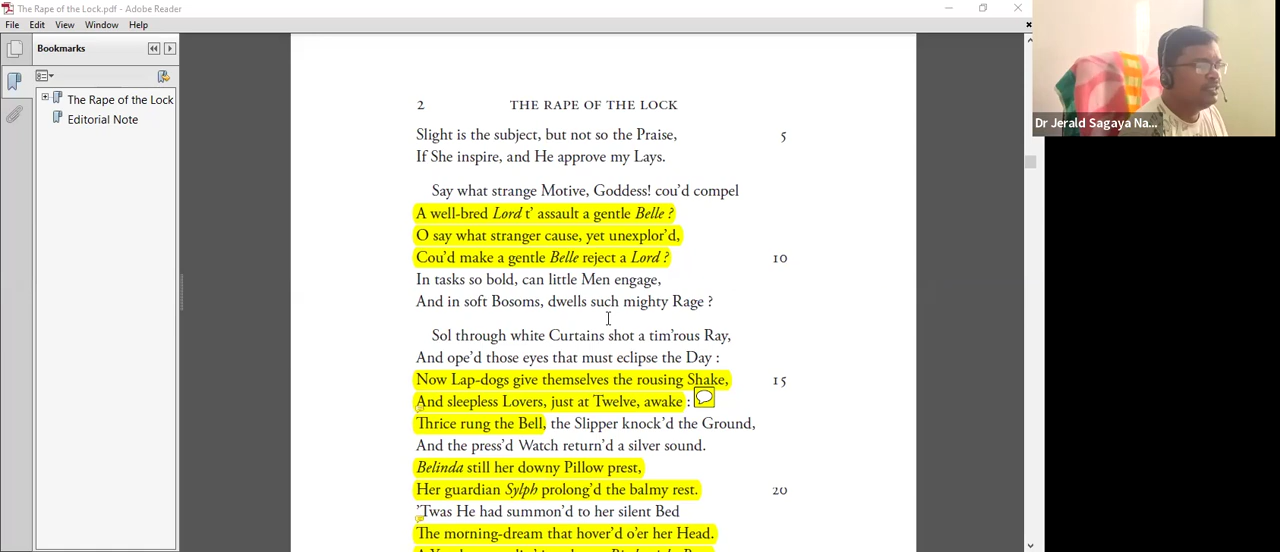 The Rape of the Lock.pdf - Adobe Reader
File Edit View Window Help
Bookmarks
The Rape of the Lock
Editorial Note
2 THE RAPE OF THE LOCK
Slight is the subject, but not so the Praise, 5
If She inspire, and He approve my Lays.
Say what strange Motive, Goddess! cou'd compel
A well-bred Lord t' assault a gentle Belle ?
O say what stranger cause, yet unexplor'd,
Cou'd make a gentle Belle reject a Lord ? 10
In tasks so bold, can little Men engage,
And in soft Bosoms, dwells such mighty Rage ?
Sol through white Curtains shot a tim'rous Ray,
And ope'd those eyes that must eclipse the Day :
Now Lap-dogs give themselves the rousing Shake, 15
And sleepless Lovers, just at Twelve, awake :
Thrice rung the Bell, the Slipper knock'd the Ground,
And the press'd Watch return'd a silver sound.
Belinda still her downy Pillow prest,
Her guardian Sylph prolong'd the balmy rest. 20
'Twas He had summon'd to her silent Bed
The morning-dream that hover'd o'er her Head.
Dr Jerald Sagaya Na...